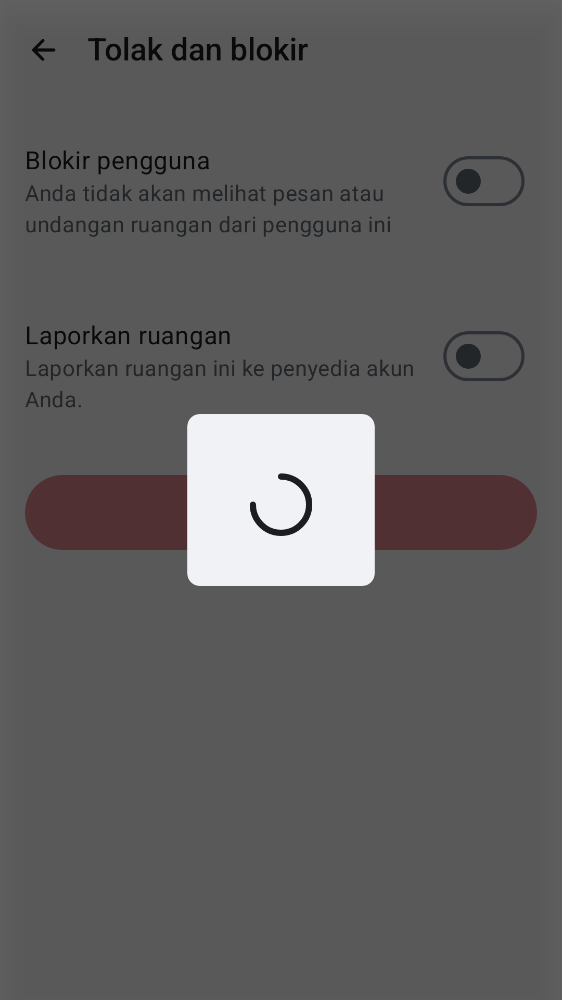 Tolak dan blokir
Blokir pengguna
Anda tidak akan melihat pesan atau
undangan ruangan dari pengguna ini
Laporkan ruangan
Laporkan ruangan ini ke penyedia akun
Anda.